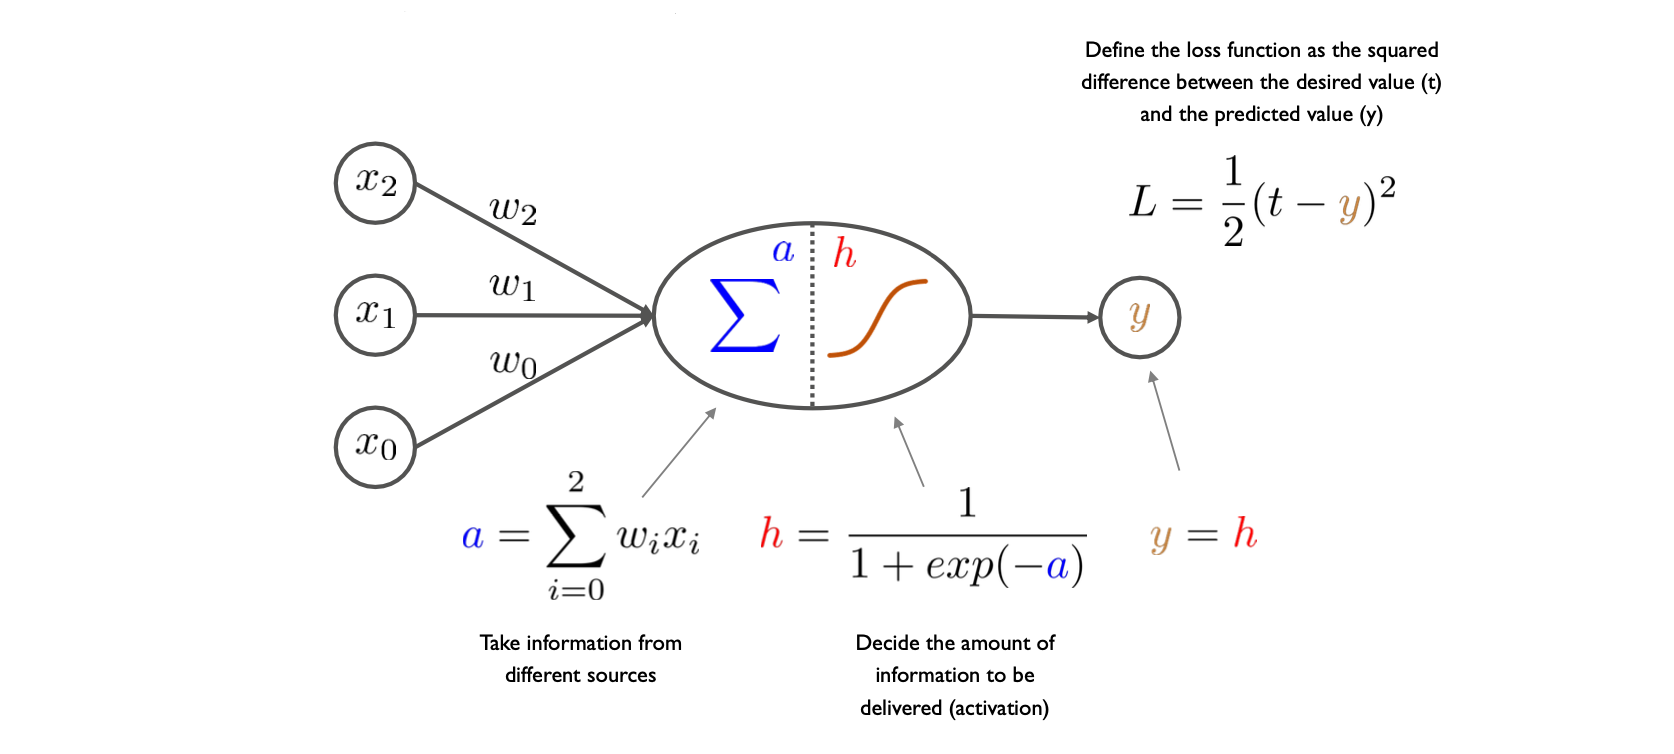 Define the loss function as the squared
difference between the desired value (t)
and the predicted value (y)
L = \frac{1}{2}(t - y)^2
x_2
w_2
a
h
∑
w_1
x_1
y
w_0
x_0
a = \sum_{i=0}^{2} w_i x_i
h = \frac{1}{1 + exp(-a)}
y = h
Take information from
different sources
Decide the amount of
information to be
delivered (activation)